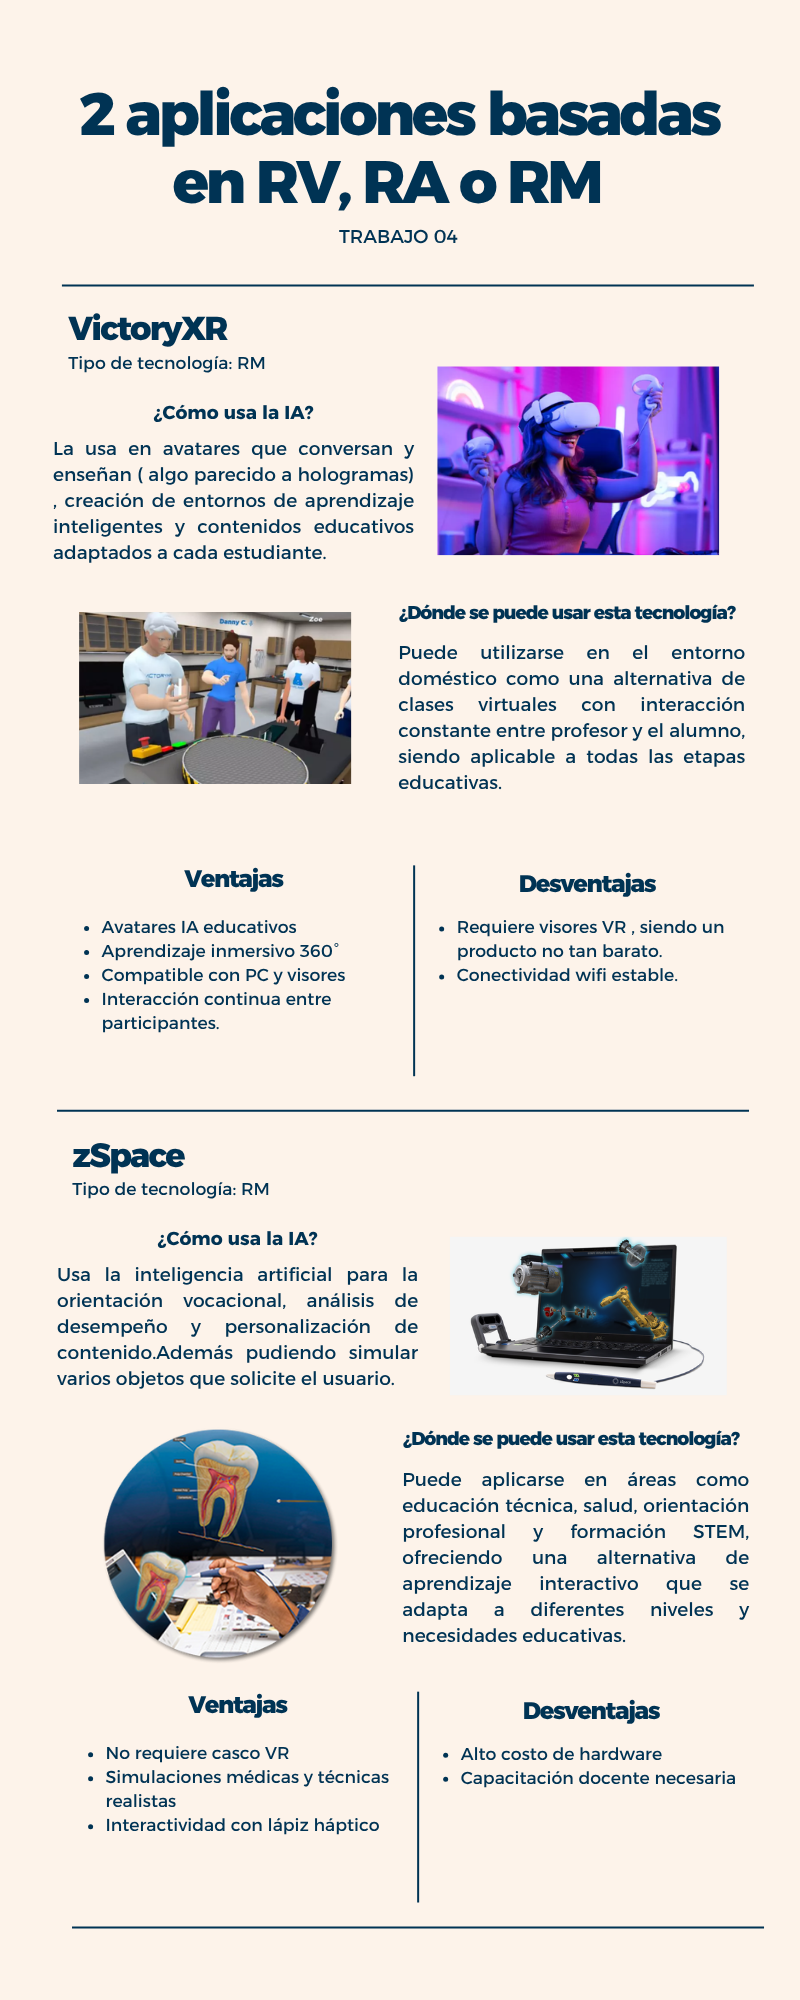 2 aplicaciones basadas
en RV, RA o RM
TRABAJO 04
VictoryXR
Tipo de tecnología: RM
¿Cómo usa la IA?
La usa en avatares que conversan y
enseñan ( algo parecido a hologramas)
, creación de entornos de aprendizaje
inteligentes y contenidos educativos
adaptados a cada estudiante.
Danny C.
Zoe
¿Dónde se puede usar esta tecnología?
Puede utilizarse en el entorno
doméstico como una alternativa de
clases virtuales con interacción
constante entre profesor y el alumno,
siendo aplicable a todas las etapas
educativas.
Ventajas
• Avatares IA educativos
• Aprendizaje inmersivo 360°
• Compatible con PC y visores
• Interacción continua entre
participantes.
Desventajas
• Requiere visores VR , siendo un
producto no tan barato.
• Conectividad wifi estable.
zSpace
Tipo de tecnología: RM
¿Cómo usa la IA?
Usa la inteligencia artificial para la
orientación vocacional, análisis de
desempeño y personalización de
contenido.Además pudiendo simular
varios objetos que solicite el usuario.
¿Dónde se puede usar esta tecnología?
Puede aplicarse en áreas como
educación técnica, salud, orientación
profesional y formación STEM,
ofreciendo una alternativa de
aprendizaje interactivo que se
adapta a diferentes niveles y
necesidades educativas.
Ventajas
• No requiere casco VR
• Simulaciones médicas y técnicas
realistas
• Interactividad con lápiz háptico
Desventajas
• Alto costo de hardware
• Capacitación docente necesaria